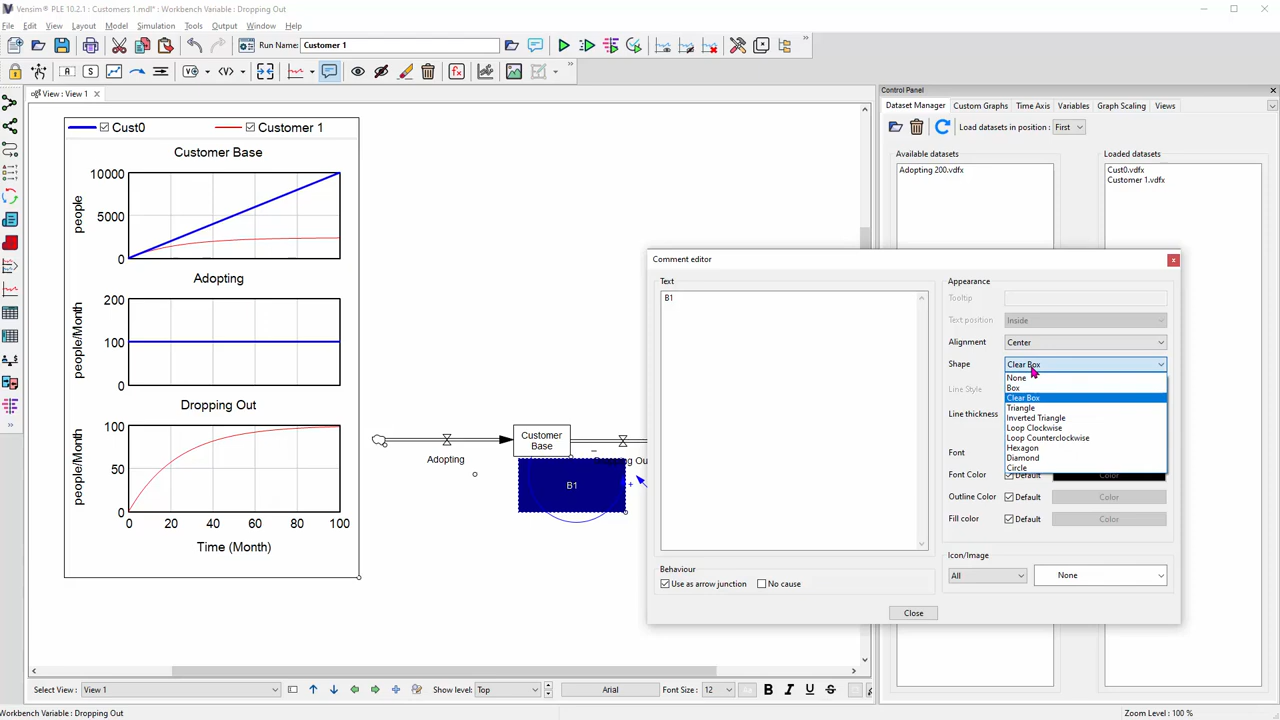 Vensim® PLE 10.2.1 : Customers 1.mdl* : Workbench Variable : Dropping Out
File Edit View Layout Model Simulation Tools Output Window Help
Run Name: Customer 1
View : View 1
Cust0 Customer 1
Customer Base
people
10000
5000
0
Adopting
people/Month
200
100
0
Dropping Out
people/Month
100
50
0
0 20 40 60 80 100
Time (Month)
Customer
Base
Adopting
Dropping Ou
B1
Control Panel
Dataset Manager Custom Graphs Time Axis Variables Graph Scaling Views
Load datasets in position : First
Available datasets
Adopting 200.vdfx
Loaded datasets
Cust0.vdfx
Customer 1.vdfx
Comment editor
Text
B1
Behaviour
Use as arrow junction No cause
Appearance
Tooltip
Text position Inside
Alignment Center
Shape Clear Box
None
Box
Clear Box
Triangle
Inverted Triangle
Loop Clockwise
Loop Counterclockwise
Hexagon
Diamond
Circle
Line Style
Line thickness
Font
Font Color Default
Outline Color Default Color
Fill color Default Color
Icon/Image
All None
Close
Select View : View 1 Show level: Top Arial Font Size: 12 B I U S
Workbench Variable : Dropping Out
Zoom Level : 100 %